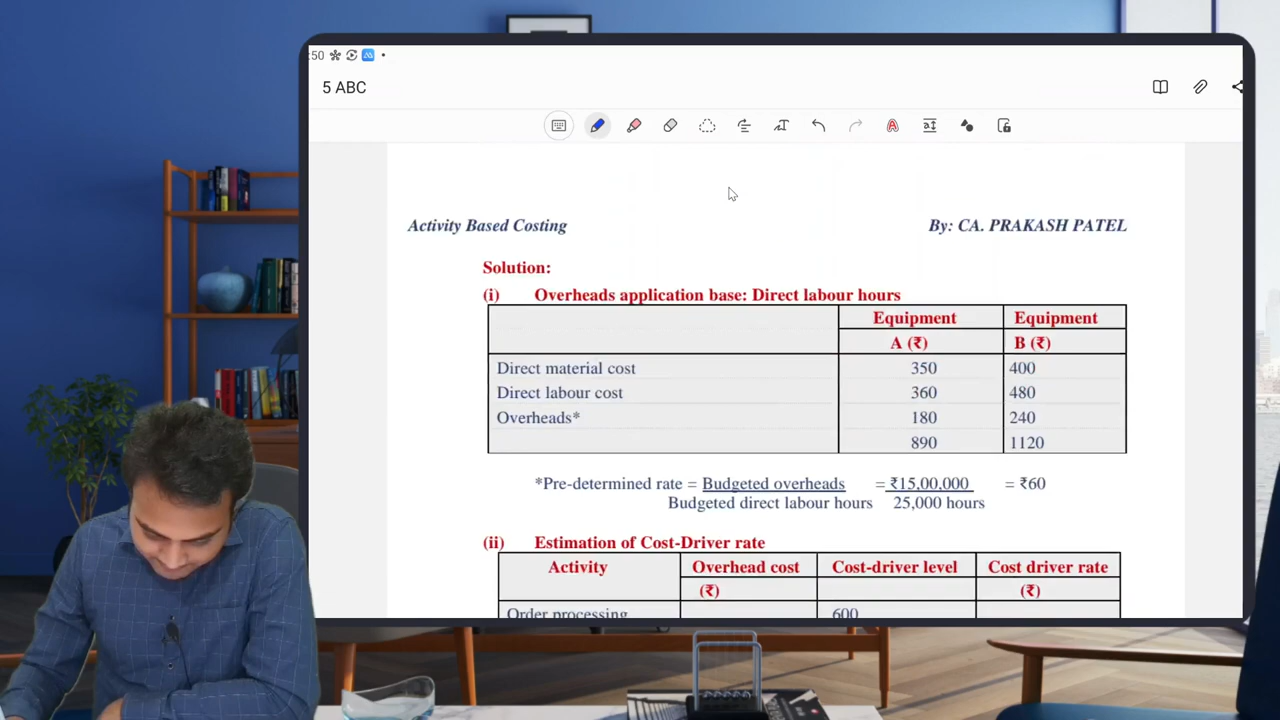 :50
5 ABC
Activity Based Costing By: CA. PRAKASH PATEL
Solution:
(i) Overheads application base: Direct labour hours
Equipment Equipment
A (₹) B (₹)
Direct material cost 350 400
Direct labour cost 360 480
Overheads* 180 240
890 1120
*Pre-determined rate = Budgeted overheads = ₹15,00,000 = ₹60
Budgeted direct labour hours 25,000 hours
(ii) Estimation of Cost-Driver rate
Activity Overhead cost Cost-driver level Cost driver rate
(₹) (₹)
Order processing 600